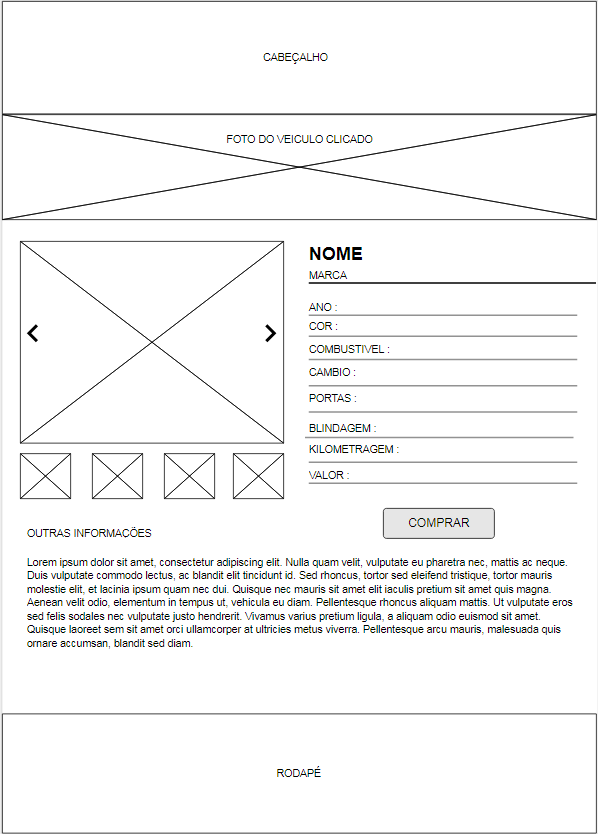 CABEÇALHO
FOTO DO VEICULO CLICADO
NOME
MARCA
ANO :
COR :
COMBUSTIVEL :
CAMBIO :
PORTAS :
BLINDAGEM :
KILOMETRAGEM :
VALOR :
COMPRAR
OUTRAS INFORMACÖES
Lorem ipsum dolor sit amet, consectetur adipiscing elit. Nulla quam velit, vulputate eu pharetra nec, mattis ac neque.
Duis vulputate commodo lectus, ac blandit elit tincidunt id. Sed rhoncus, tortor sed eleifend tristique, tortor mauris
molestie elit, et lacinia ipsum quam nec dui. Quisque nec mauris sit amet elit iaculis pretium sit amet quis magna.
Aenean velit odio, elementum in tempus ut, vehicula eu diam. Pellentesque rhoncus aliquam mattis. Ut vulputate eros
sed felis sodales nec vulputate justo hendrerit. Vivamus varius pretium ligula, a aliquam odio euismod sit amet.
Quisque laoreet sem sit amet orci ullamcorper at ultricies metus viverra. Pellentesque arcu mauris, malesuada quis
ornare accumsan, blandit sed diam.
RODAPÉ